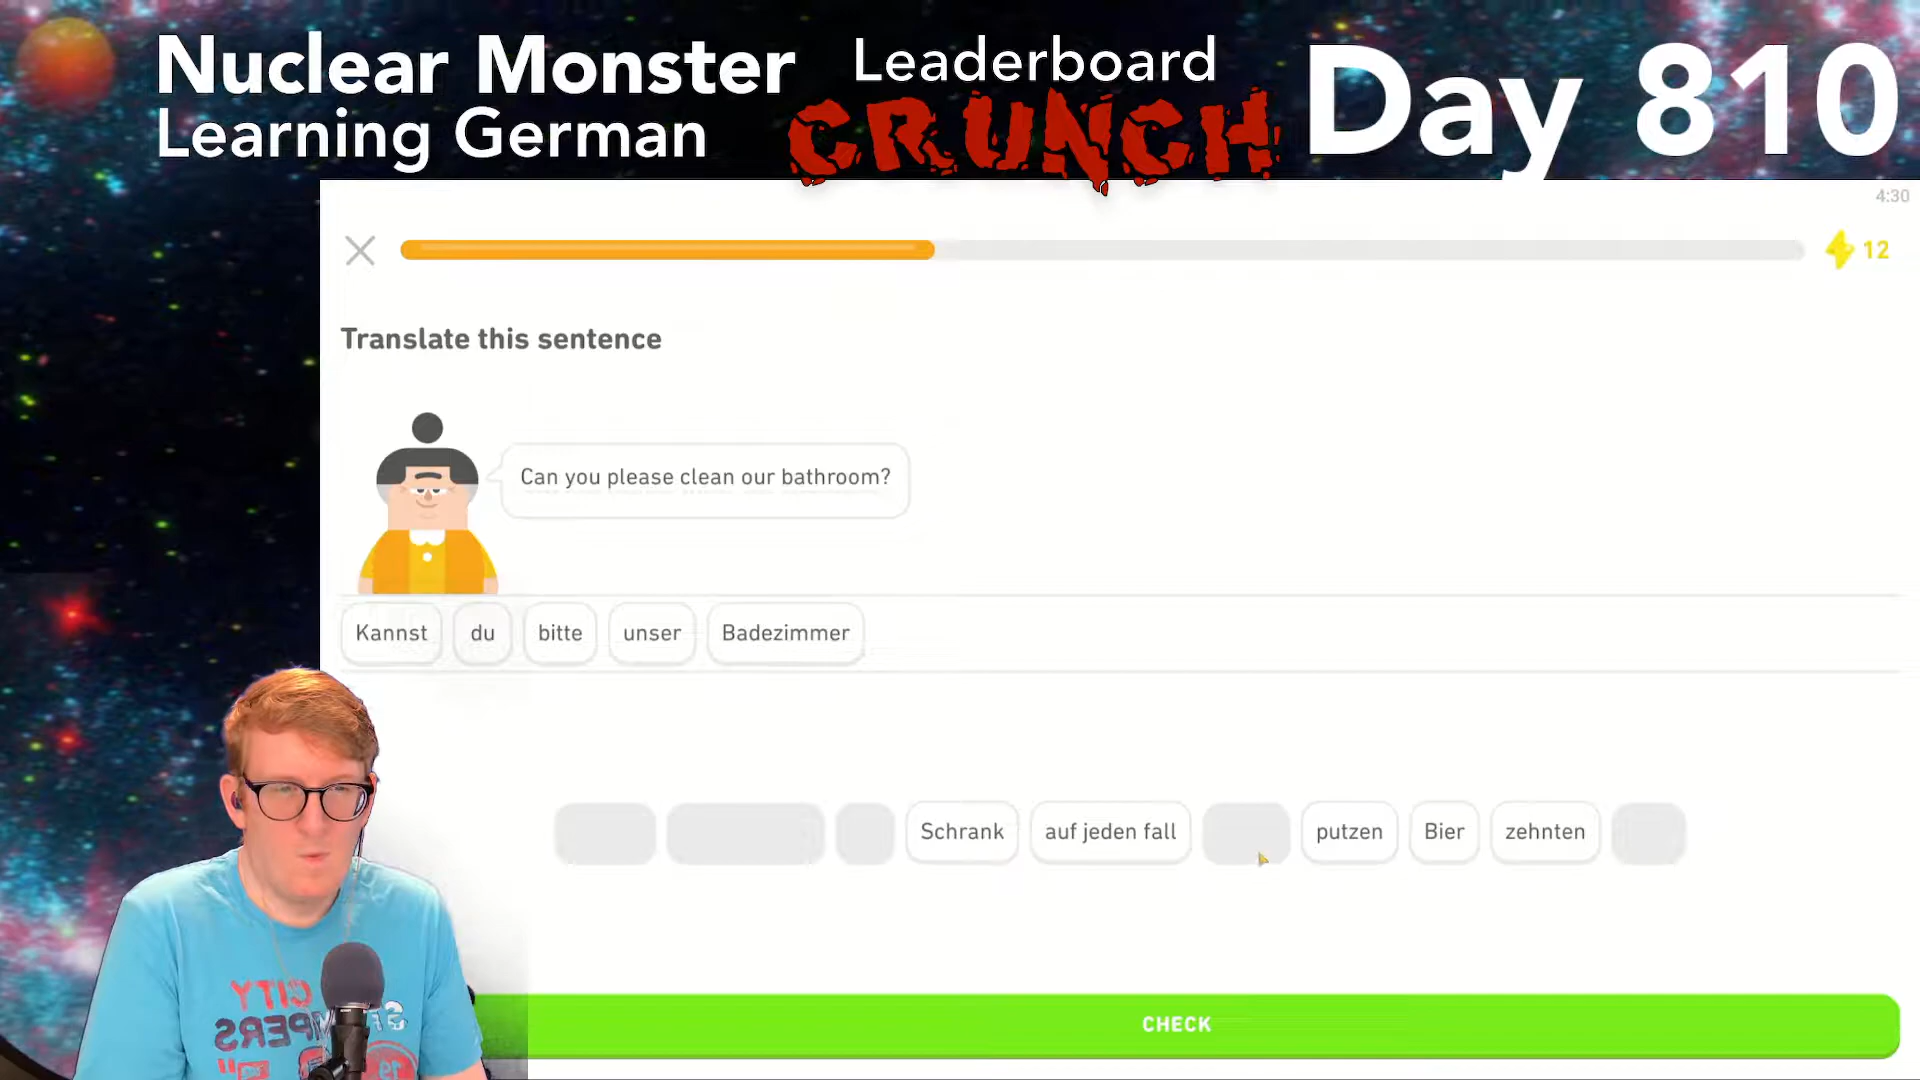 Nuclear Monster
Learning German
Leaderboard
CRUNCH
Day 810
4:30
12
Translate this sentence
Can you please clean our bathroom?
Kannst du bitte unser Badezimmer
Schrank auf jeden fall putzen Bier zehnten
CHECK
CITY